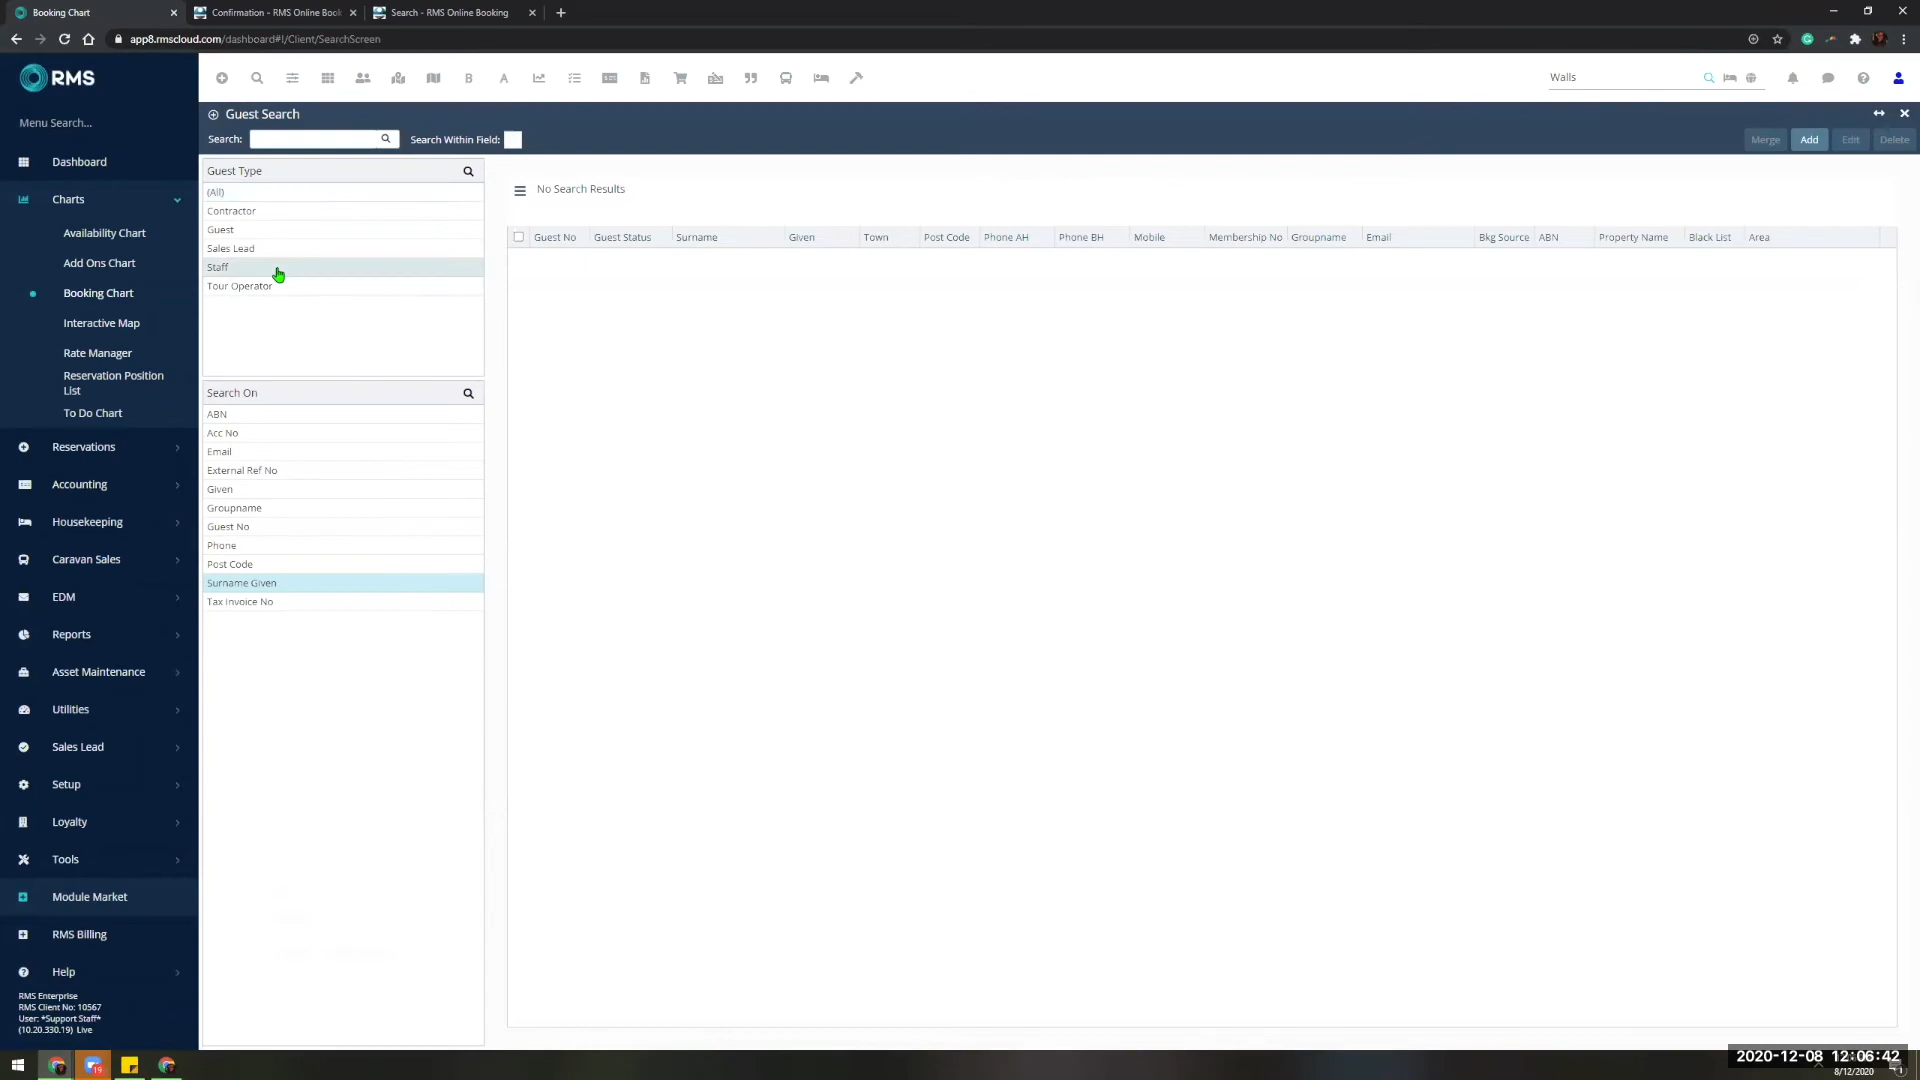 Booking Chart
Confirmation - RMS Online Book
Search - RMS Online Booking
app8.rmscloud.com/dashboard#!/Client/SearchScreen
RMS
B A
Walls
Menu Search...
Guest Search
Search:
Search Within Field:
Merge Add Edit Delete
Dashboard
Charts
Availability Chart
Add Ons Chart
Booking Chart
Interactive Map
Rate Manager
Reservation Position
List
To Do Chart
Reservations
Accounting
Housekeeping
Caravan Sales
EDM
Reports
Asset Maintenance
Utilities
Sales Lead
Setup
Loyalty
Tools
Module Market
RMS Billing
Help
RMS Enterprise
RMS Client No: 10567
User: *Support Staff*
(10.20.330.19) Live
Guest Type
(All)
Contractor
Guest
Sales Lead
Staff
Tour Operator
Search On
ABN
Acc No
Email
External Ref No
Given
Groupname
Guest No
Phone
Post Code
Surname Given
Tax Invoice No
No Search Results
Guest No Guest Status Surname Given Town Post Code Phone AH Phone BH Mobile Membership No Groupname Email Bkg Source ABN Property Name Black List Area
19
2020-12-08 12:06:42
8/12/2020